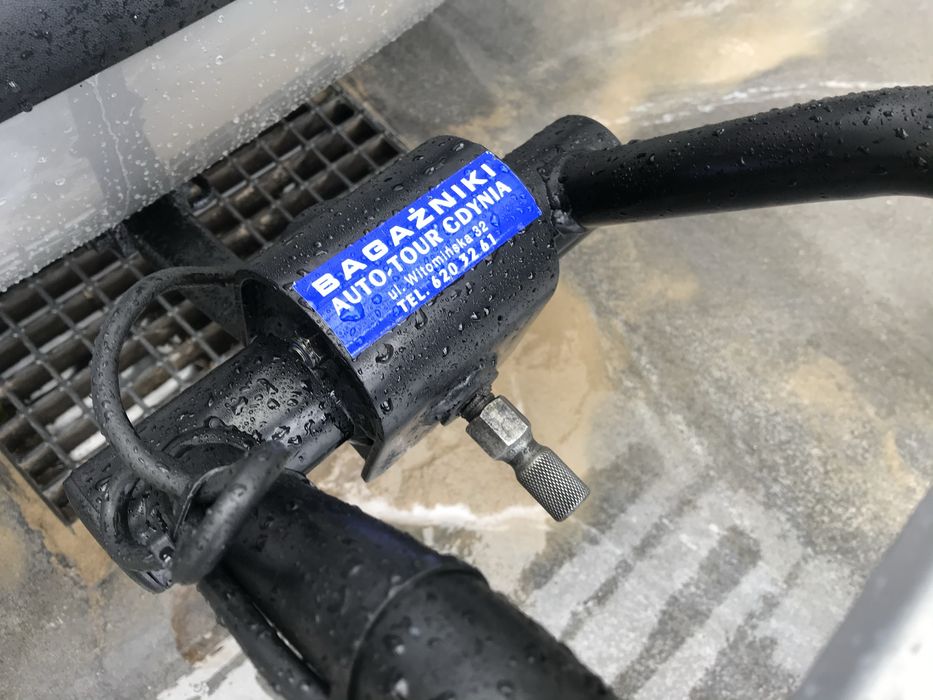 BAGAŻNIKI
AUTO-TOUR GDYNIA
ul. Witomińska 32
TEL. 620 32 61